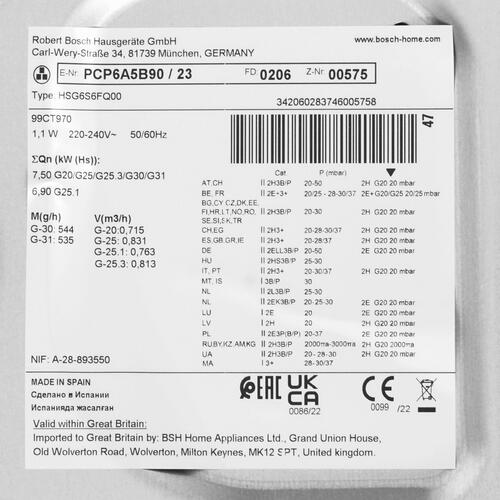 Robert Bosch Hausgeräte GmbH
Carl-Wery-Straße 34, 81739 München, GERMANY
www.bosch-home.com
E-Nr. PCP6A5B90 / 23 FD 0206 Z-Nr 00575
Type: HSG6S6FQ00
342060283746005758
99CT970
1,1 W 220-240V~ 50/60Hz
47
ΣQn (kW (Hs)):
7,50 G20/G25/G25.3/G30/G31
6,90 G25.1
M(g/h) V(m3/h)
G-30: 544 G-20:0,715
G-31: 535 G-25: 0,831
G-25.1: 0,763
G-25.3: 0,813
Cat. P (mbar)
AT,CH II 2H3B/P 20-50 2H G20 20 mbar
BE, FR II 2E+3+ 20/25 - 28-30/37 2E+G20/G25 20/25 mbar
BG,CY CZ,DK,EE,
FI,HR,LT,NO,RO, II 2H3B/P 20-30 2H G20 20 mbar
SE,SI,SK,TR
CH,EG II 2H3+ 20-28-30/37 2H G20 20 mbar
ES,GB,GR,IE II 2H3+ 20-28/37 2H G20 20 mbar
DE II 2ELL3B/P 20-50 2E G20 20 mbar
HU II 2HS3B/P 25-30
IT, PT II 2H3+ 20-30/37 2H G20 20 mbar
MT, IS I 3B/P 30
NL II 2L3B/P 25-30
NL II 2EK3B/P 20-25-30 2E G20 20 mbar
LU I 2E 20 2E G20 20 mbar
LV I 2H 20 2H G20 20 mbar
PL II 2E3P(B/P) 20-37 2E G20 20 mbar
RU,BY,KZ,AM,KG II 2H3B/P 2000πa-3000πa 2H G20 2000πa
UA II 2H3B/P 20 - 28-30 2H G20 20 mbar
MA I 3+ 28-30/37
NIF: A-28-893550
MADE IN SPAIN
Сделано в Испании
Испанияда жасалған
EAC UK CA 0086/22 CE 0099 /22
Valid within Great Britain:
Imported to Great Britain by: BSH Home Appliances Ltd., Grand Union House,
Old Wolverton Road, Wolverton, Milton Keynes, MK12 5PT, United kingdom.